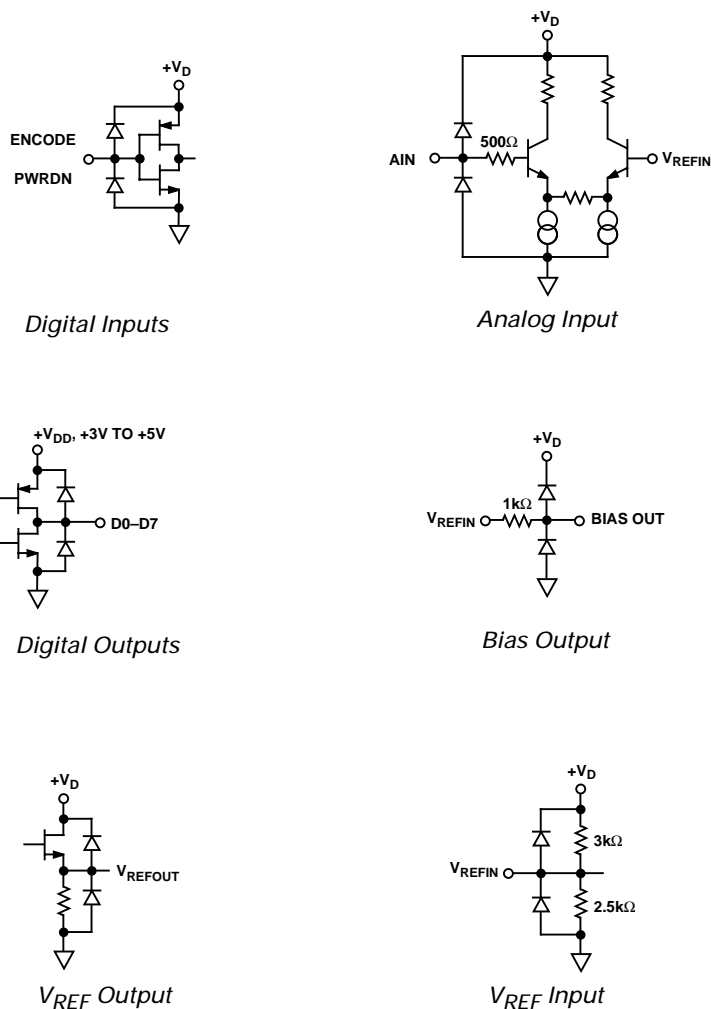 +VD
ENCODE
PWRDN
Digital Inputs
+VD
500Ω
AIN
VREFIN
Analog Input
+VDD, +3V TO +5V
D0–D7
Digital Outputs
+VD
1kΩ
VREFIN
BIAS OUT
Bias Output
+VD
VREFOUT
VREF Output
+VD
3kΩ
VREFIN
2.5kΩ
VREF Input